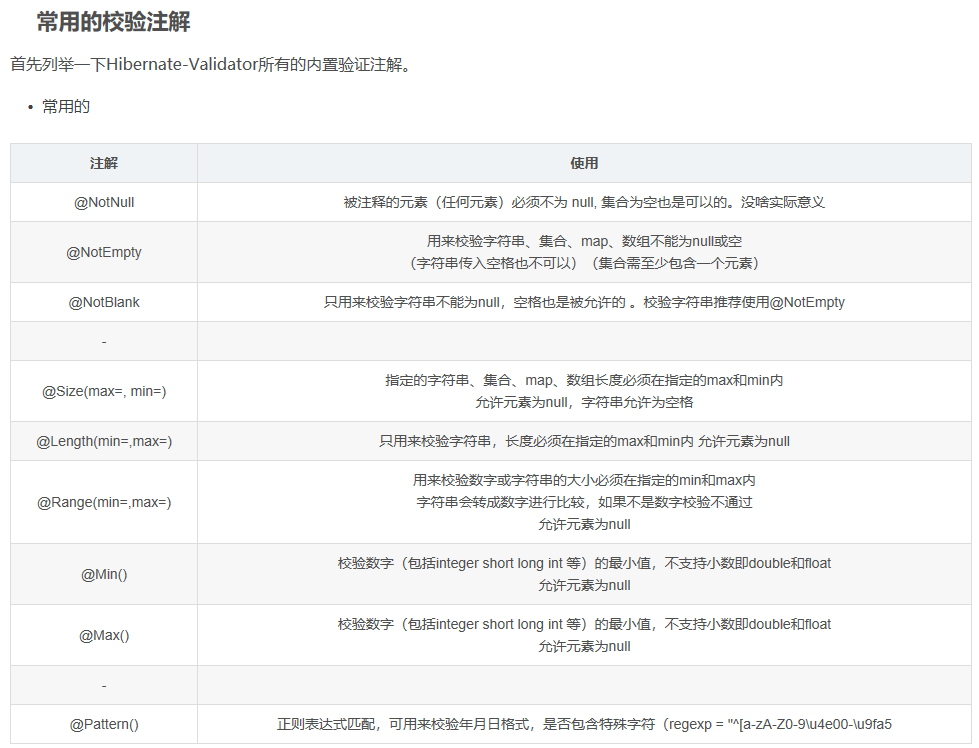 常用的校验注解
首先列举一下Hibernate-Validator所有的内置验证注解。
• 常用的
注解 使用
@NotNull 被注释的元素（任何元素）必须不为 null, 集合为空也是可以的。没啥实际意义
@NotEmpty 用来校验字符串、集合、map、数组不能为null或空
（字符串传入空格也不可以）（集合需至少包含一个元素）
@NotBlank 只用来校验字符串不能为null，空格也是被允许的 。校验字符串推荐使用@NotEmpty
-
@Size(max=, min=) 指定的字符串、集合、map、数组长度必须在指定的max和min内
允许元素为null，字符串允许为空格
@Length(min=,max=) 只用来校验字符串，长度必须在指定的max和min内 允许元素为null
@Range(min=,max=) 用来校验数字或字符串的大小必须在指定的min和max内
字符串会转成数字进行比较，如果不是数字校验不通过
允许元素为null
@Min() 校验数字（包括integer short long int 等）的最小值，不支持小数即double和float
允许元素为null
@Max() 校验数字（包括integer short long int 等）的最小值，不支持小数即double和float
允许元素为null
-
@Pattern() 正则表达式匹配，可用来校验年月日格式，是否包含特殊字符（regexp = "^[a-zA-Z0-9\u4e00-\u9fa5